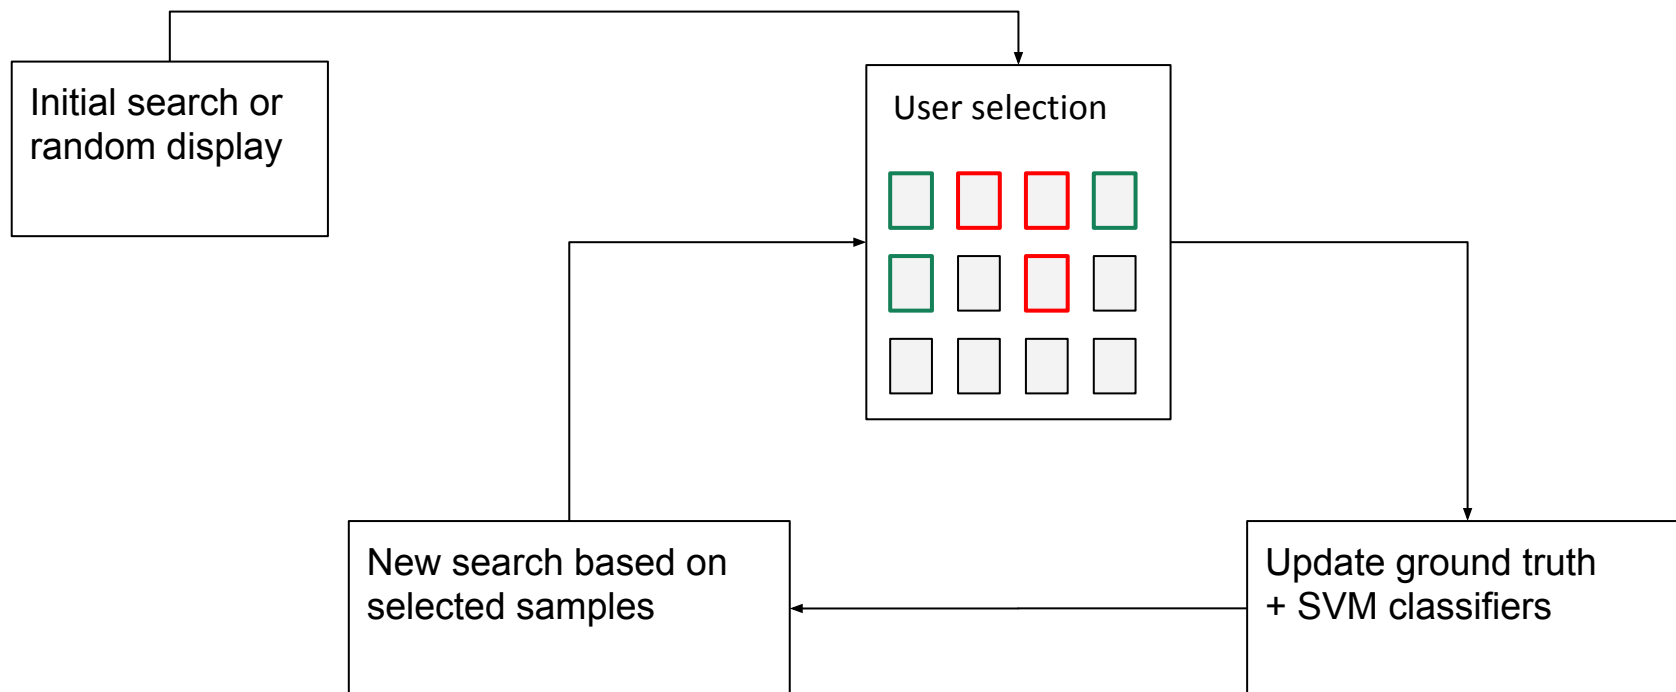 Initial search or
random display
User selection
New search based on
selected samples
Update ground truth
+ SVM classifiers